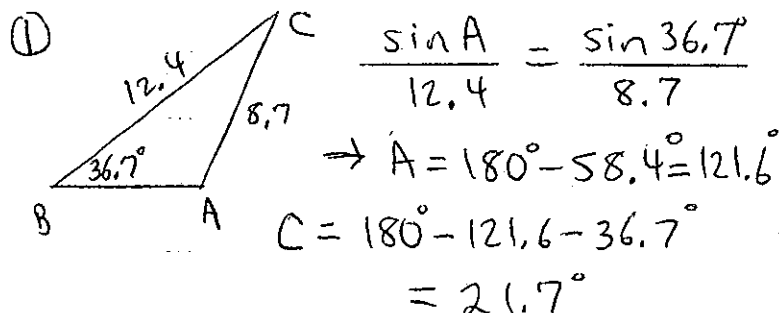 ①
C
12.4
8.7
36.7°
B
A
sin A / 12.4 = sin 36.7° / 8.7
→ A = 180° - 58.4° = 121.6°
C = 180° - 121.6 - 36.7°
= 21.7°